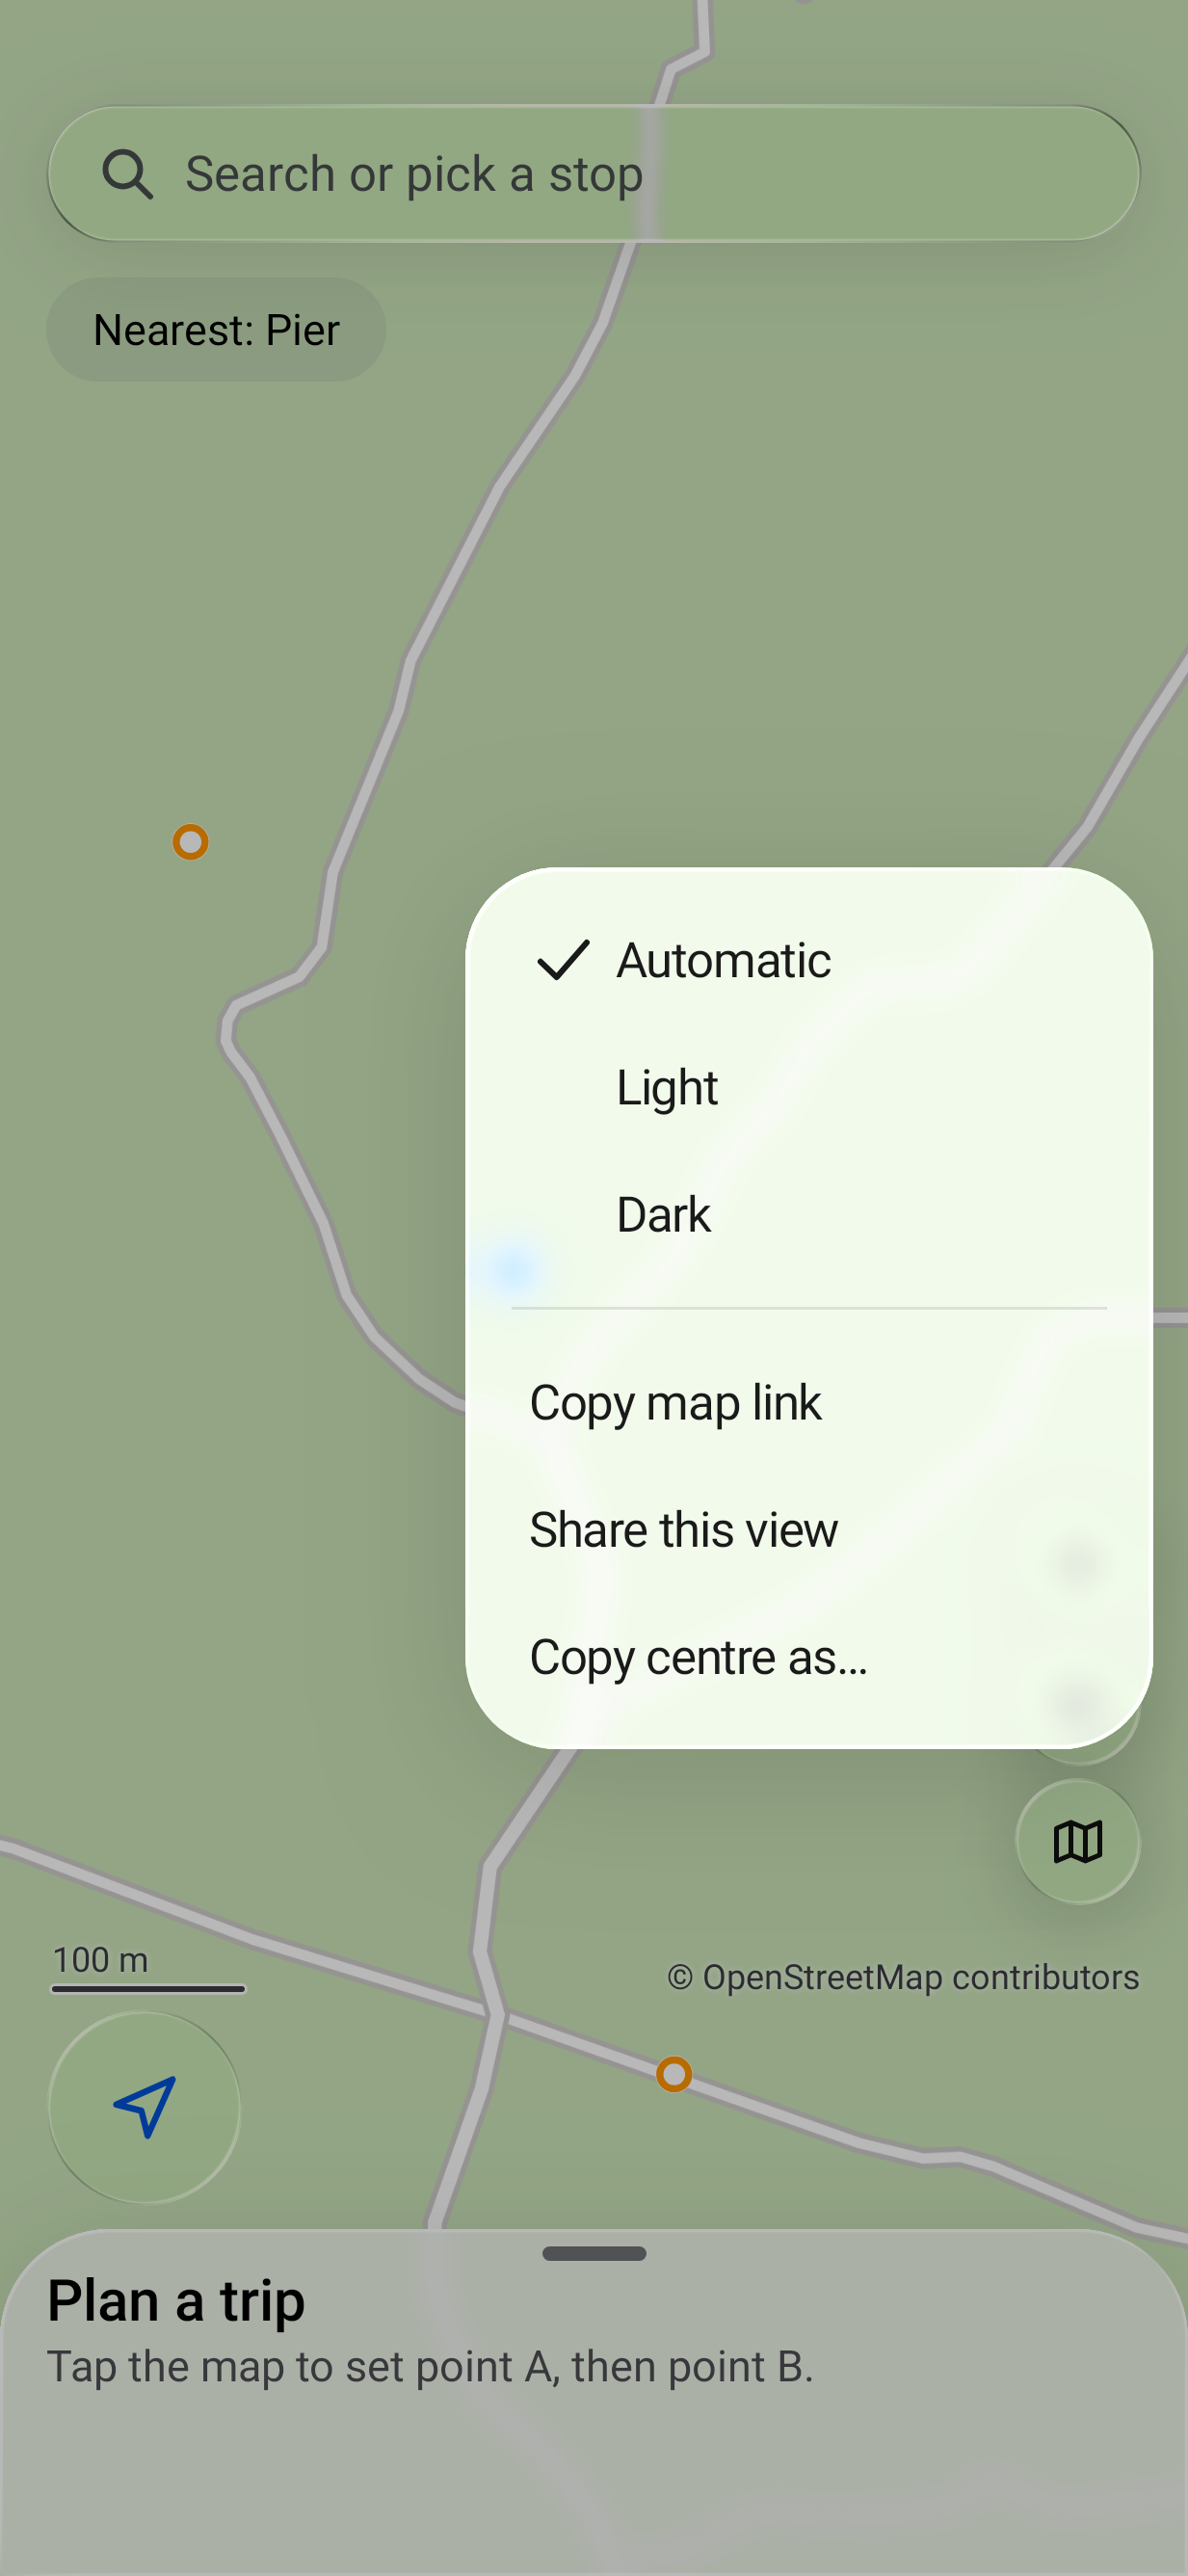 Search or pick a stop
Nearest: Pier
Automatic
Light
Dark
Copy map link
Share this view
Copy centre as...
100 m
© OpenStreetMap contributors
Plan a trip
Tap the map to set point A, then point B.